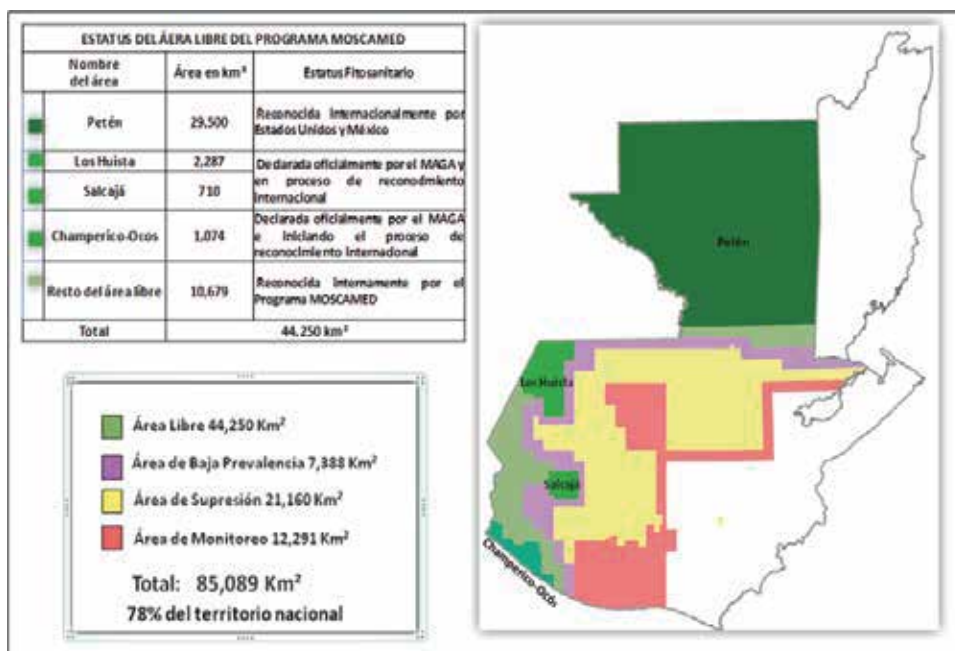 ESTATUS DEL ÁERA LIBRE DEL PROGRAMA MOSCAMED
Nombre del área Área en km² Estatus Fitosanitario
Petén 29,500 Reconocida Internacionalmente por Estados Unidos y México
Los Huista 2,287 Declarada oficialmente por el MAGA y en proceso de reconodmiento Internacional
Salcajá 710
Champerico-Ocos 1,074 Declarada oficialmente por el MAGA e iniciando el proceso de reconocimiento Internacional
Resto del área libre 10,679 Reconocida Internamente por el Programa MOSCAMED
Total 44,250 km²
Área Libre 44,250 Km²
Área de Baja Prevalencia 7,388 Km²
Área de Supresión 21,160 Km²
Área de Monitoreo 12,291 Km²
Total: 85,089 Km²
78% del territorio nacional
Petén
Los Huista
Salcajá
Champerico-Ocós